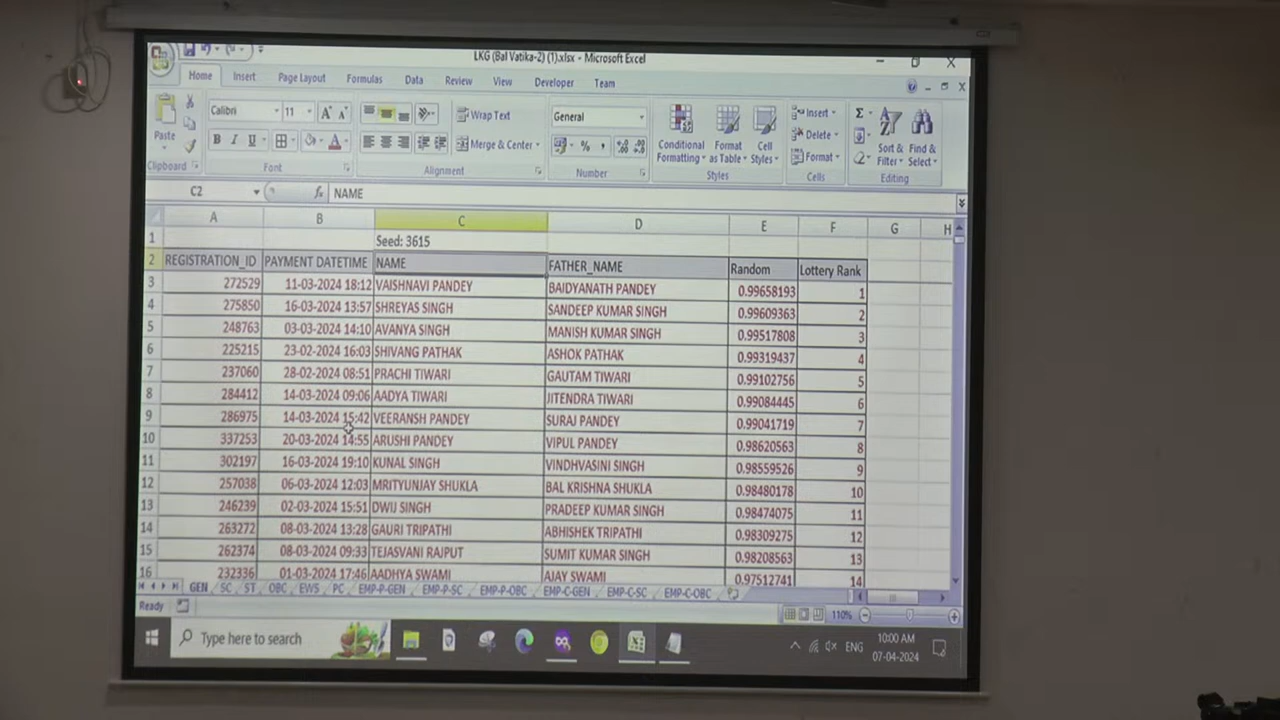 LKG (Bal Vatika-2) (1).xlsx - Microsoft Excel
Home Insert Page Layout Formulas Data Review View Developer Team
Paste
Clipboard
Calibri 11
B I U
Font
Wrap Text
Merge & Center
Alignment
General
Number
Conditional Formatting
Format as Table
Cell Styles
Styles
Insert
Delete
Format
Cells
Sort & Filter
Find & Select
Editing
C2 fx NAME
A B C D E F G H
1 Seed: 3615
2 REGISTRATION_ID PAYMENT DATETIME NAME FATHER_NAME Random Lottery Rank
3 272529 11-03-2024 18:12 VAISHNAVI PANDEY BAIDYANATH PANDEY 0.99658193 1
4 275850 16-03-2024 13:57 SHREYAS SINGH SANDEEP KUMAR SINGH 0.99609363 2
5 248763 03-03-2024 14:10 AVANYA SINGH MANISH KUMAR SINGH 0.99517808 3
6 225215 23-02-2024 16:03 SHIVANG PATHAK ASHOK PATHAK 0.99319437 4
7 237060 28-02-2024 08:51 PRACHI TIWARI GAUTAM TIWARI 0.99102756 5
8 284412 14-03-2024 09:06 AADYA TIWARI JITENDRA TIWARI 0.99084445 6
9 286975 14-03-2024 15:42 VEERANSH PANDEY SURAJ PANDEY 0.99041719 7
10 337253 20-03-2024 14:55 ARUSHI PANDEY VIPUL PANDEY 0.98620563 8
11 302197 16-03-2024 19:10 KUNAL SINGH VINDHVASINI SINGH 0.98559526 9
12 257038 06-03-2024 12:03 MRITYUNJAY SHUKLA BAL KRISHNA SHUKLA 0.98480178 10
13 246239 02-03-2024 15:51 DWIJ SINGH PRADEEP KUMAR SINGH 0.98474075 11
14 263272 08-03-2024 13:28 GAURI TRIPATHI ABHISHEK TRIPATHI 0.98309275 12
15 262374 08-03-2024 09:33 TEJASVANI RAJPUT SUMIT KUMAR SINGH 0.98208563 13
16 232336 01-03-2024 17:46 AADHYA SWAMI AJAY SWAMI 0.97512741 14
GEN SC ST OBC EWS PC EMP-P-GEN EMP-P-SC EMP-P-OBC EMP-C-GEN EMP-C-SC EMP-C-OBC
Ready 110%
Type here to search ENG 10:00 AM
07-04-2024